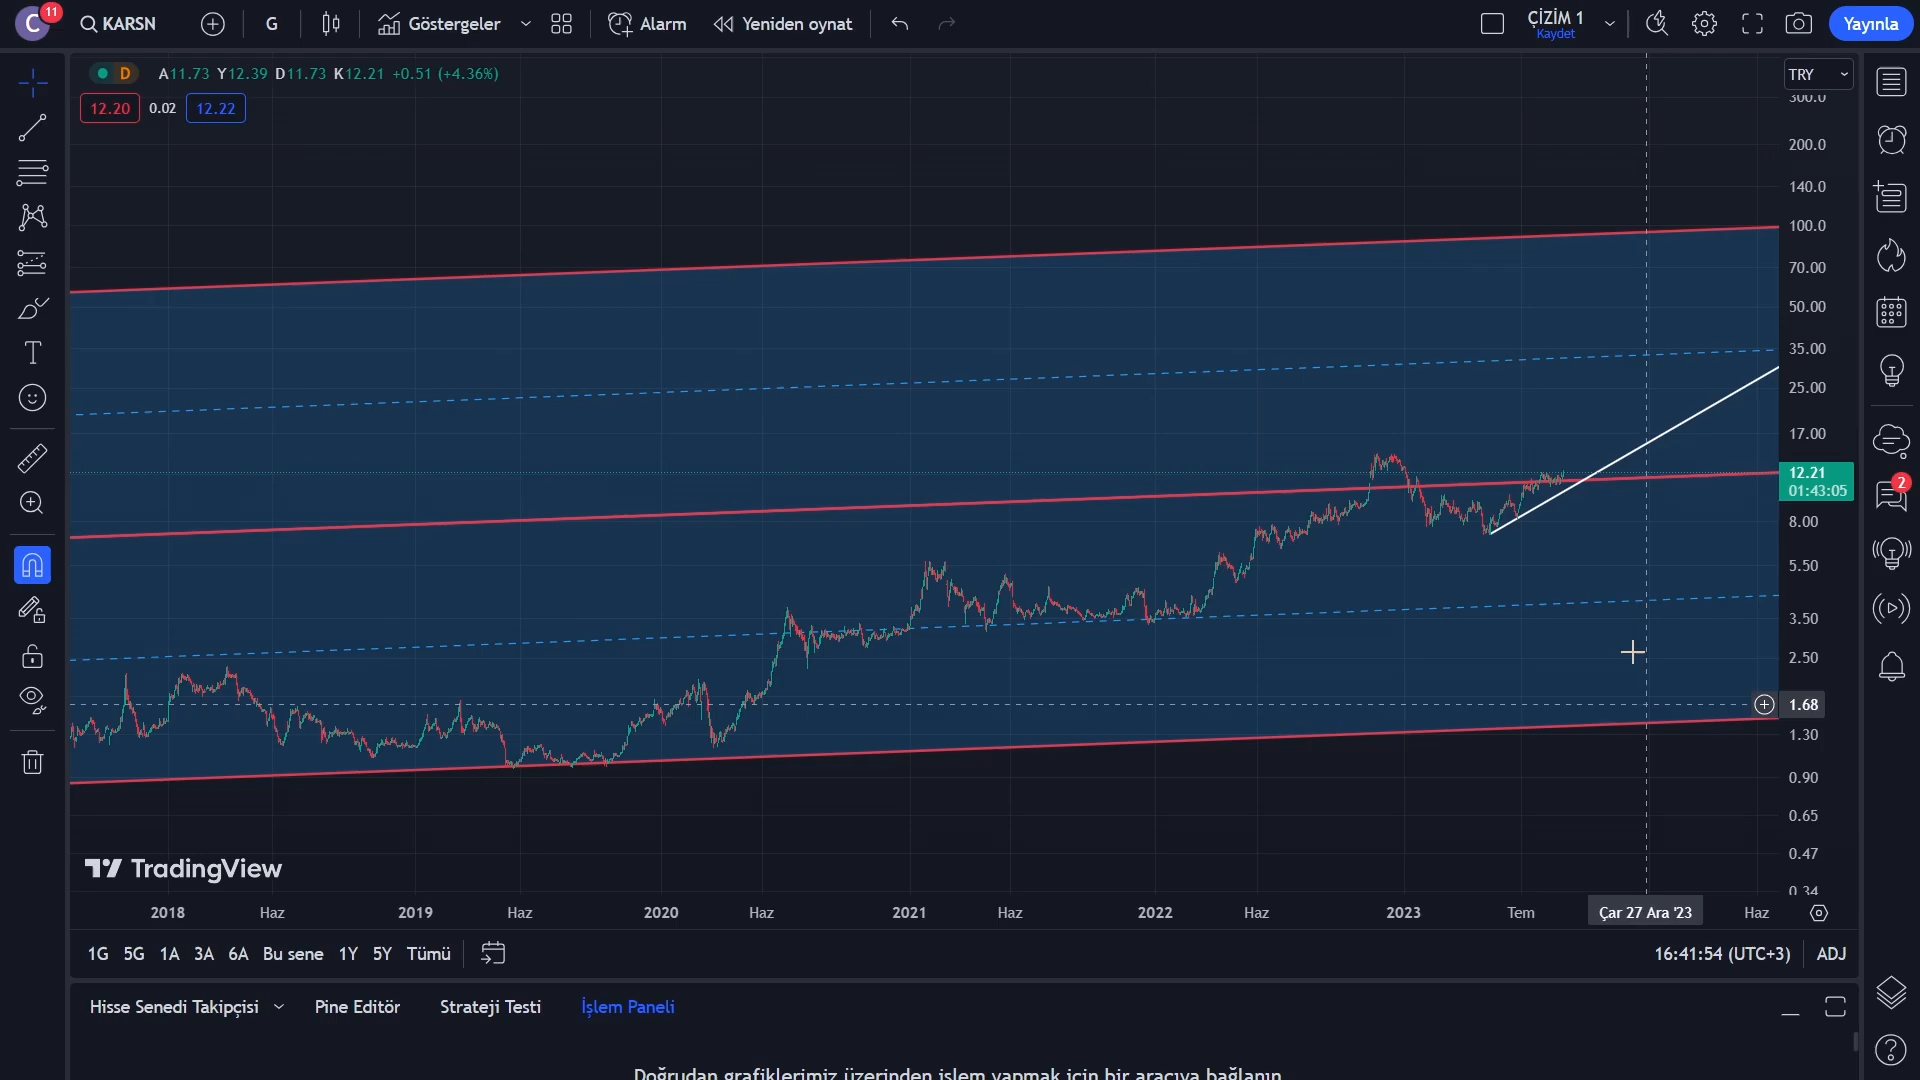 C 11 KARSN G Göstergeler Alarm Yeniden oynat ÇİZİM 1 Kaydet Yayınla
D A11.73 Y12.39 D11.73 K12.21 +0.51 (+4.36%) TRY
12.20 0.02 12.22
300.0
200.0
140.0
100.0
70.00
50.00
35.00
25.00
17.00
12.21
01:43:05
2
8.00
5.50
3.50
2.50
1.68
1.30
0.90
0.65
0.47
0.34
TradingView
2018 Haz 2019 Haz 2020 Haz 2021 Haz 2022 Haz 2023 Tem Çar 27 Ara '23 Haz
1G 5G 1A 3A 6A Bu sene 1Y 5Y Tümü 16:41:54 (UTC+3) ADJ
Hisse Senedi Takipçisi Pine Editör Strateji Testi İşlem Paneli
Doğrudan grafiklerimiz üzerinden işlem yapmak için bir aracıya bağlanın